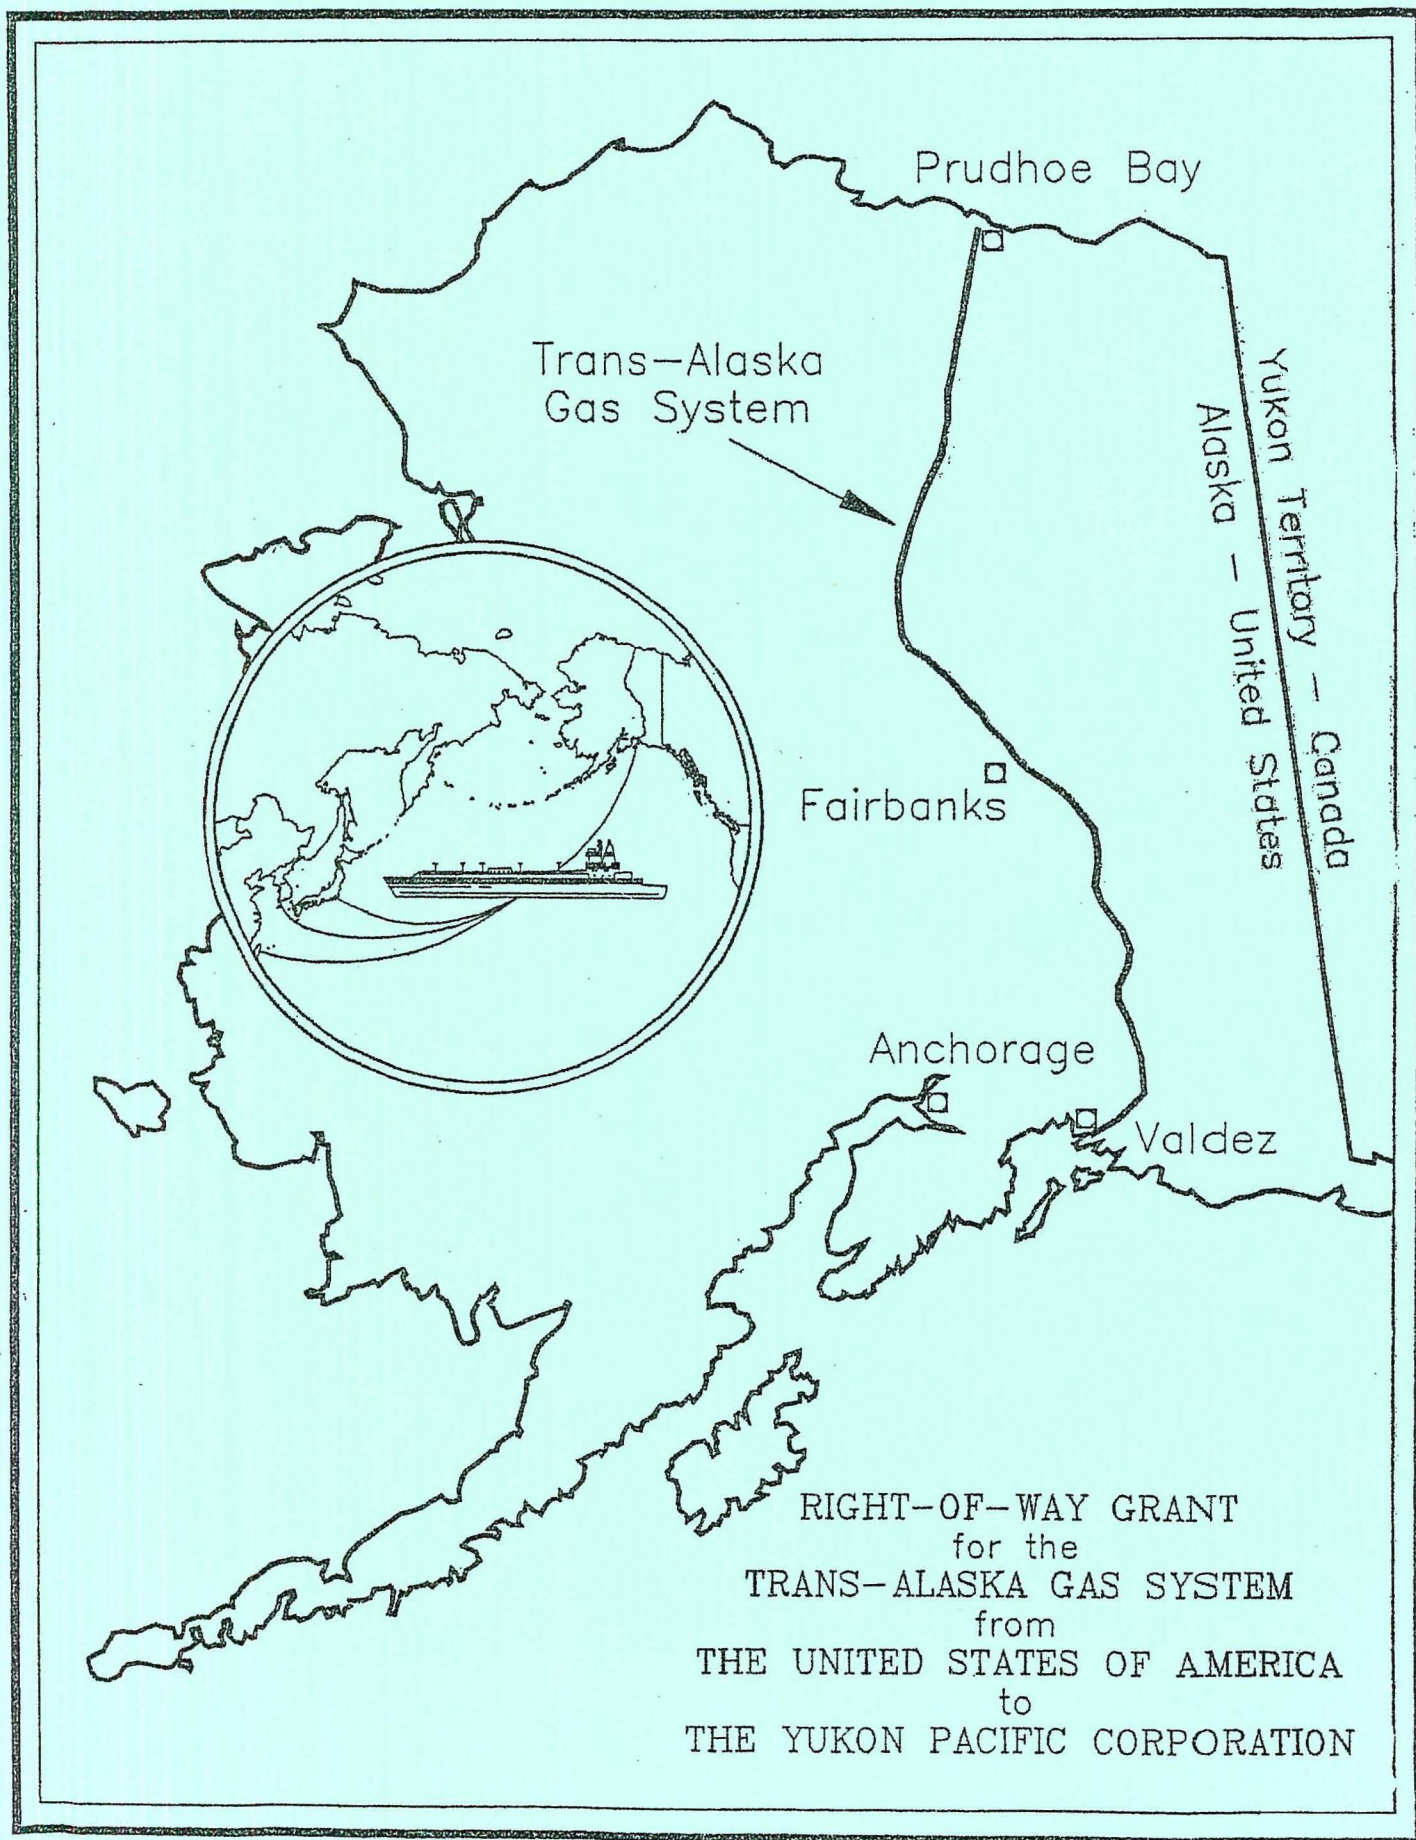 Prudhoe Bay
Trans-Alaska
Gas System
Yukon Territory - Canada
Alaska - United States
Fairbanks
Anchorage
Valdez
RIGHT-OF-WAY GRANT
for the
TRANS-ALASKA GAS SYSTEM
from
THE UNITED STATES OF AMERICA
to
THE YUKON PACIFIC CORPORATION